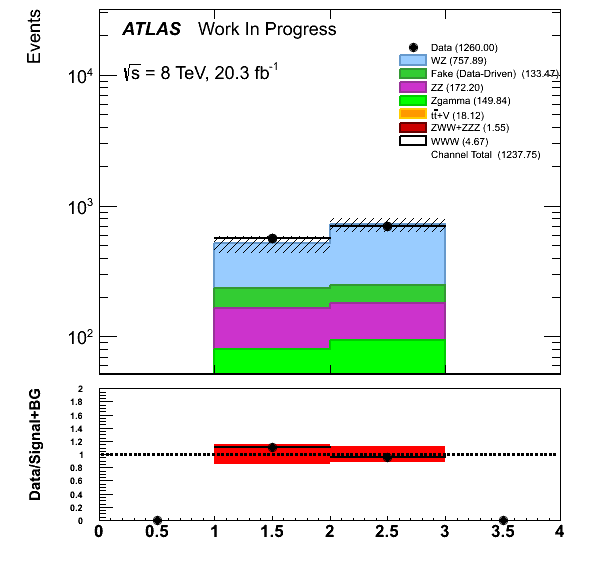 ATLAS Work In Progress
√s = 8 TeV, 20.3 fb⁻¹
Data (1260.00)
WZ (757.89)
Fake (Data-Driven) (133.47)
ZZ (172.20)
Zgamma (149.84)
tt̄+V (18.12)
ZWW+ZZZ (1.55)
WWW (4.67)
Channel Total (1237.75)
Events
10⁴
10³
10²
Data/Signal+BG
2
1.8
1.6
1.4
1.2
1
0.8
0.6
0.4
0.2
0
0 0.5 1 1.5 2 2.5 3 3.5 4